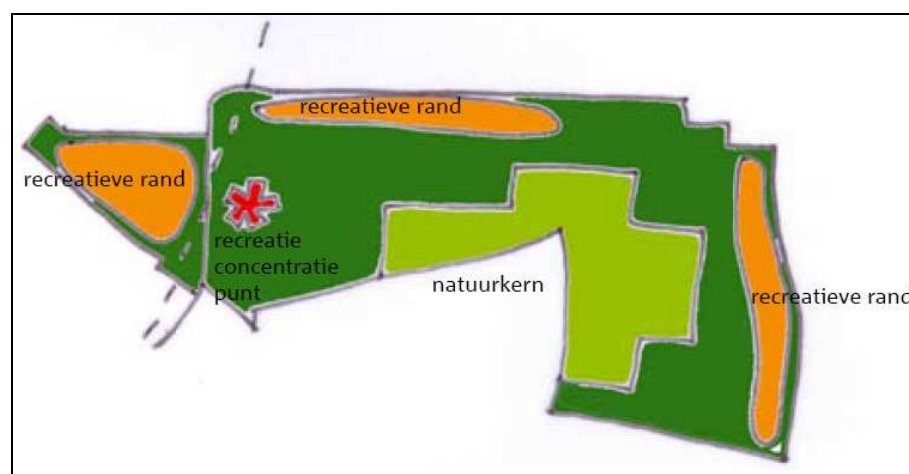 recreatieve rand
recreatieve rand
recreatie
concentratie
punt
natuurkern
recreatieve rand